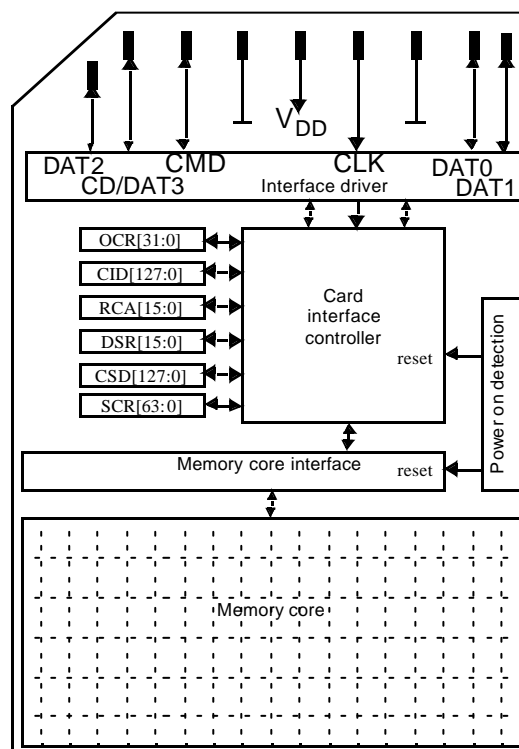 V
DD
DAT2
CMD
CLK
DAT0
CD/DAT3
Interface driver
DAT1
OCR[31:0]
CID[127:0]
RCA[15:0]
DSR[15:0]
CSD[127:0]
SCR[63:0]
Card
interface
controller
reset
Power on detection
Memory core interface
reset
Memory core